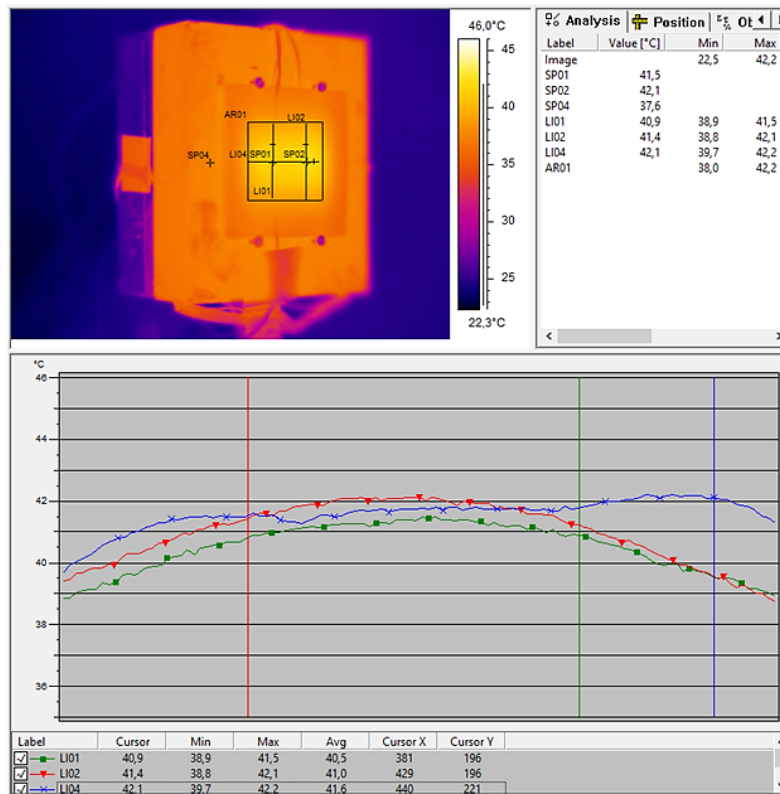 46,0°C
45
40
35
30
25
22,3°C
AR01
LI02
SP04
LI04 SP01 SP02
LI01
Analysis Position
Label Value [°C] Min Max
Image 22,5 42,2
SP01 41,5
SP02 42,1
SP04 37,6
LI01 40,9 38,9 41,5
LI02 41,4 38,8 42,1
LI04 42,1 39,7 42,2
AR01 38,0 42,2
°C
46
44
42
40
38
36
Label Cursor Min Max Avg Cursor X Cursor Y
LI01 40,9 38,9 41,5 40,5 381 196
LI02 41,4 38,8 42,1 41,0 429 196
LI04 42,1 39,7 42,2 41,6 440 221